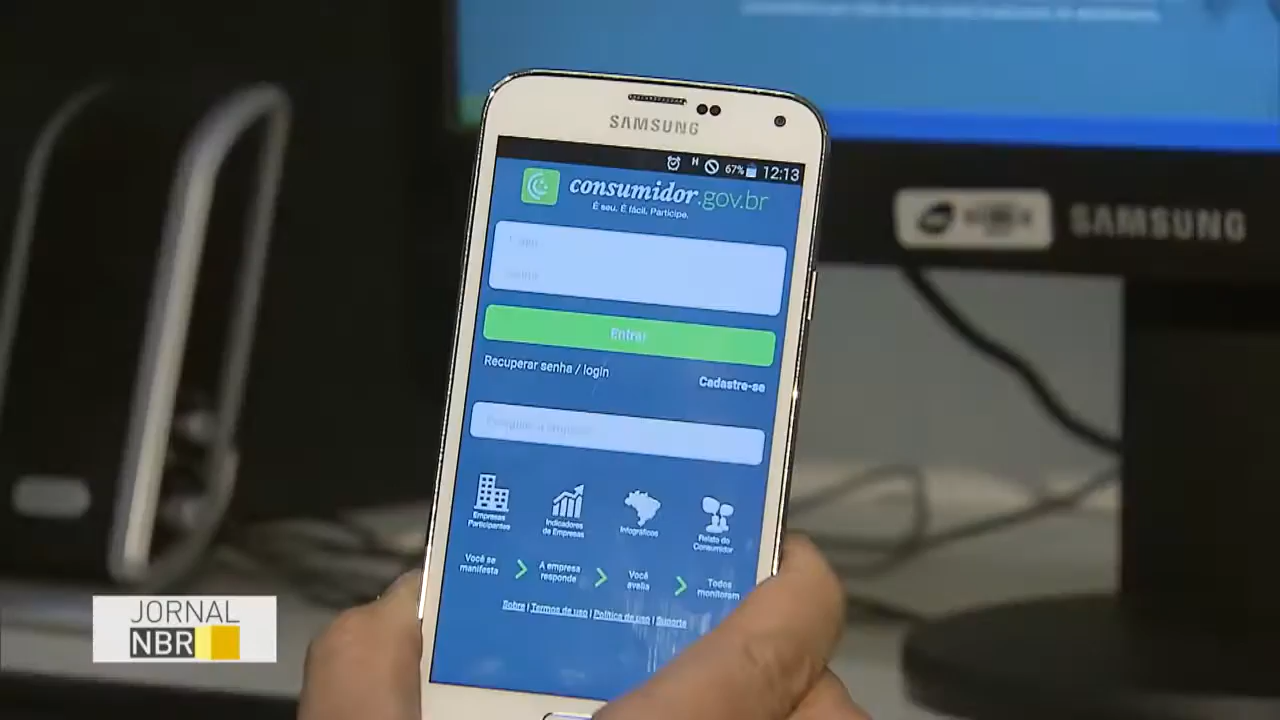 SAMSUNG
H 67% 12:13
consumidor.gov.br
É seu. É fácil. Participe.
Entrar
Recuperar senha / login
Cadastre-se
Empresas
Participantes
Indicadores
de Empresas
Infográficos
Relato do
Consumidor
Você se
manifesta
A empresa
responde
Você
avalia
Todos
monitoram
Sobre | Termos de uso | Política de uso | Suporte
SAMSUNG
JORNAL
NBR